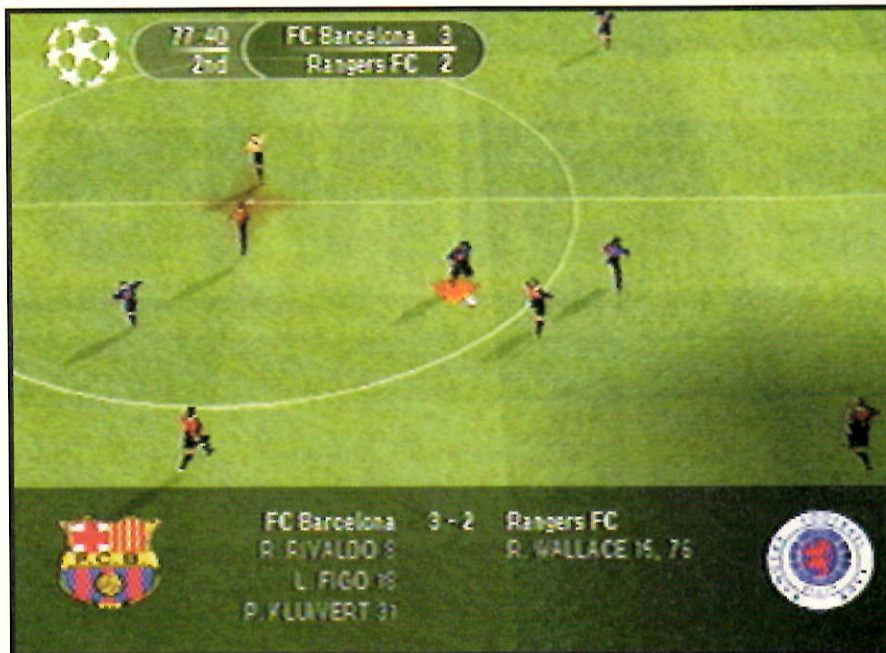 77:40 FC Barcelona 3
2nd Rangers FC 2
FC Barcelona 3 - 2 Rangers FC
R. RIVALDO 8 R. WALLACE 15, 76
L. FIGO 18
P. KLUIVERT 31
F C B